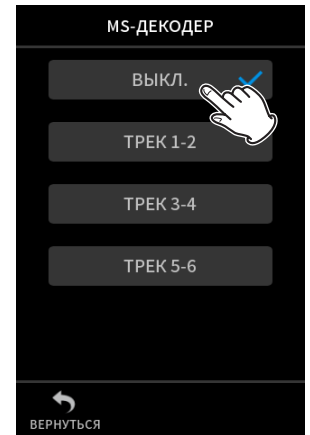 MS-ДЕКОДЕР
ВЫКЛ.
ТРЕК 1-2
ТРЕК 3-4
ТРЕК 5-6
ВЕРНУТЬСЯ